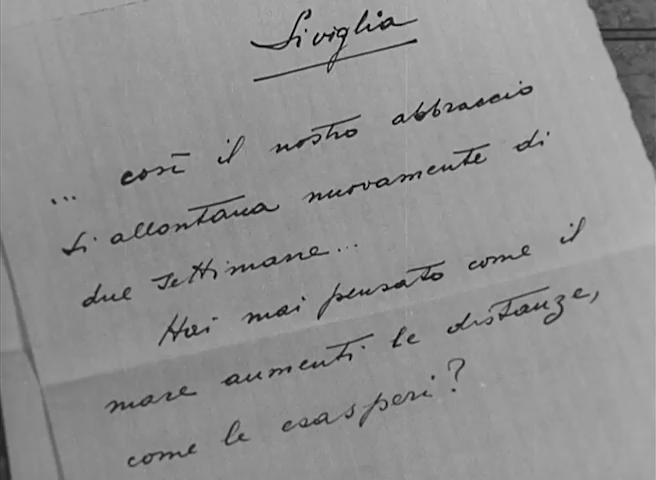 Siviglia
... così il nostro abbraccio
si allontana nuovamente di
due settimane...
Hai mai pensato come il
mare aumenti le distanze,
come le esasperi?